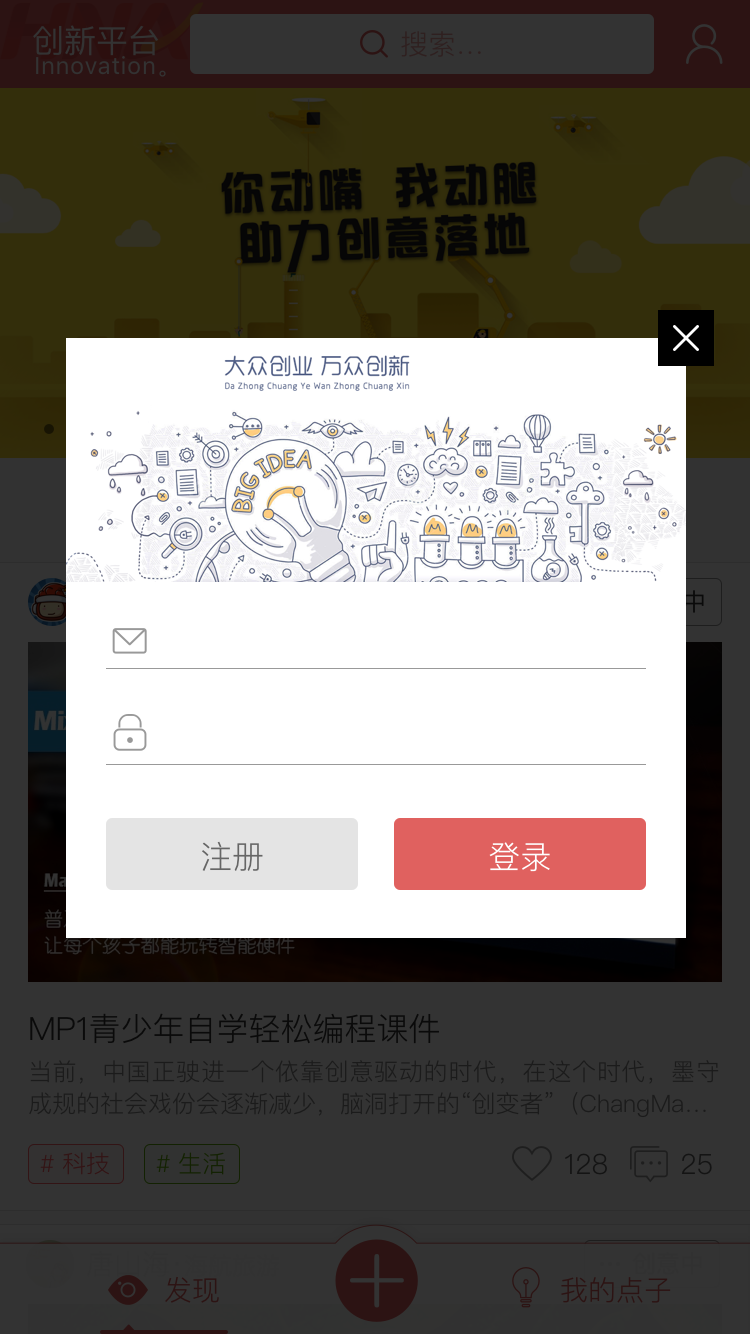 创新平台
Innovation。
搜索...
你动嘴 我动腿
助力创意落地
大众创业 万众创新
Da Zhong Chuang Ye Wan Zhong Chuang Xin
BIG IDEA
中
Mi
注册
登录
Ma
普
让每个孩子都能玩转智能硬件
MP1青少年自学轻松编程课件
当前，中国正驶进一个依靠创意驱动的时代，在这个时代，墨守
成规的社会戏份会逐渐减少，脑洞打开的“创变者”（ChangMa...
# 科技
# 生活
128
25
发现
我的点子